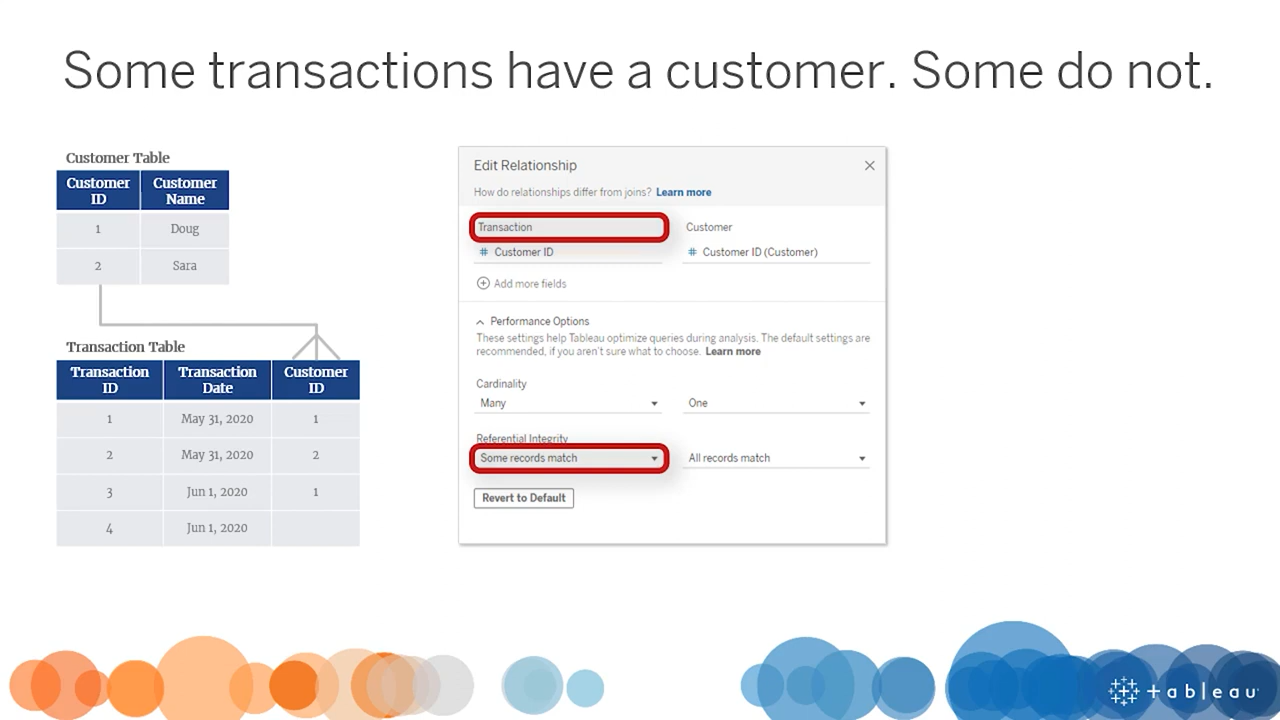 Some transactions have a customer. Some do not.
Customer Table
Customer ID Customer Name
1 Doug
2 Sara
Transaction Table
Transaction ID Transaction Date Customer ID
1 May 31, 2020 1
2 May 31, 2020 2
3 Jun 1, 2020 1
4 Jun 1, 2020
Edit Relationship
How do relationships differ from joins? Learn more
Transaction Customer
# Customer ID # Customer ID (Customer)
Add more fields
Performance Options
These settings help Tableau optimize queries during analysis. The default settings are
recommended, if you aren't sure what to choose. Learn more
Cardinality
Many One
Referential Integrity
Some records match All records match
Revert to Default
tableau